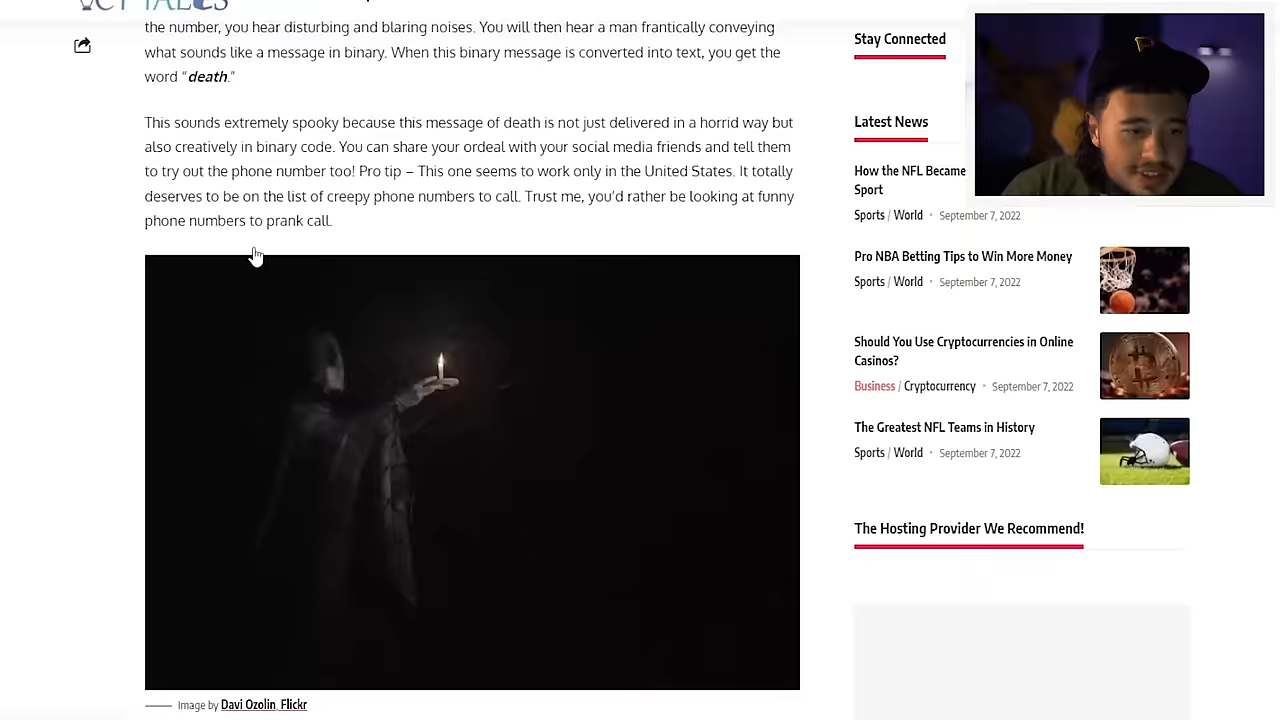 the number, you hear disturbing and blaring noises. You will then hear a man frantically conveying
what sounds like a message in binary. When this binary message is converted into text, you get the
word “death.”
This sounds extremely spooky because this message of death is not just delivered in a horrid way but
also creatively in binary code. You can share your ordeal with your social media friends and tell them
to try out the phone number too! Pro tip – This one seems to work only in the United States. It totally
deserves to be on the list of creepy phone numbers to call. Trust me, you’d rather be looking at funny
phone numbers to prank call.
Image by Davi Ozolin, Flickr
Stay Connected
Latest News
How the NFL Became
Sport
Sports / World • September 7, 2022
Pro NBA Betting Tips to Win More Money
Sports / World • September 7, 2022
Should You Use Cryptocurrencies in Online
Casinos?
Business / Cryptocurrency • September 7, 2022
The Greatest NFL Teams in History
Sports / World • September 7, 2022
The Hosting Provider We Recommend!